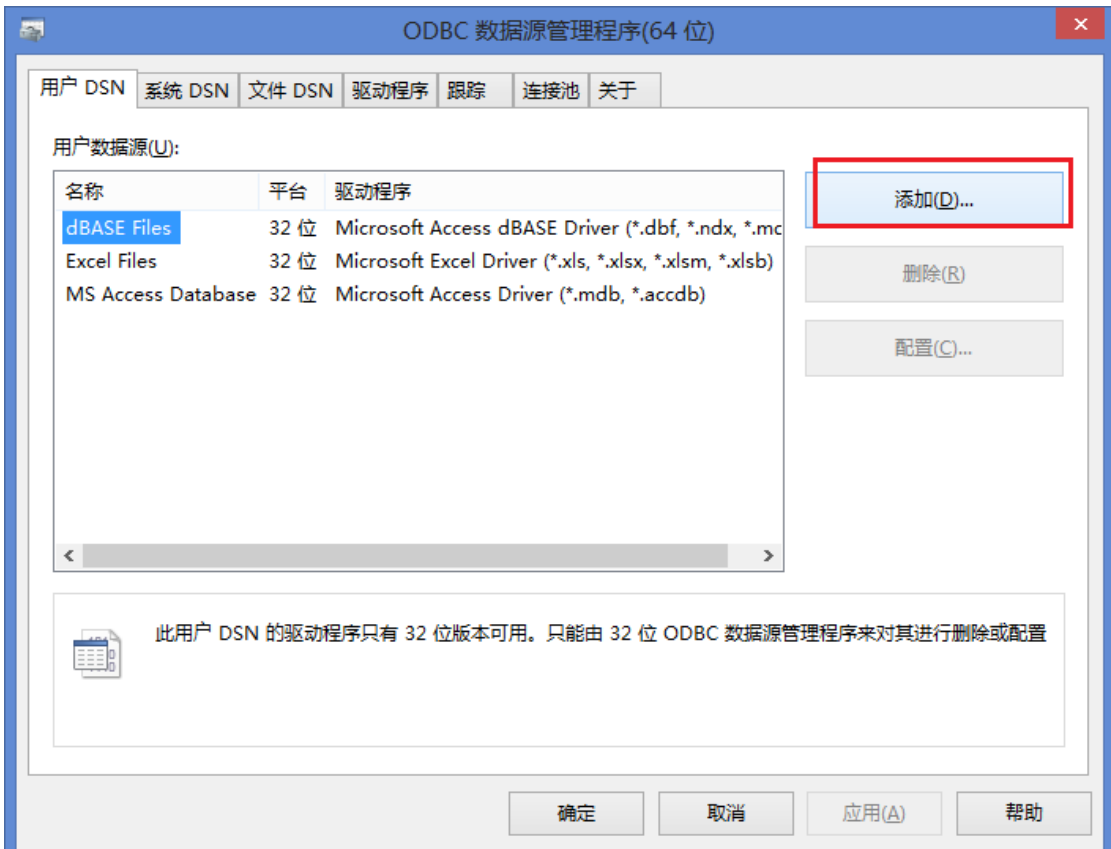 ODBC 数据源管理程序(64 位)
用户 DSN 系统 DSN 文件 DSN 驱动程序 跟踪 连接池 关于
用户数据源(U):
名称 平台 驱动程序
添加(D)...
dBASE Files 32 位 Microsoft Access dBASE Driver (*.dbf, *.ndx, *.mc
Excel Files 32 位 Microsoft Excel Driver (*.xls, *.xlsx, *.xlsm, *.xlsb)
删除(R)
MS Access Database 32 位 Microsoft Access Driver (*.mdb, *.accdb)
配置(C)...
此用户 DSN 的驱动程序只有 32 位版本可用。只能由 32 位 ODBC 数据源管理程序来对其进行删除或配置
确定 取消 应用(A) 帮助